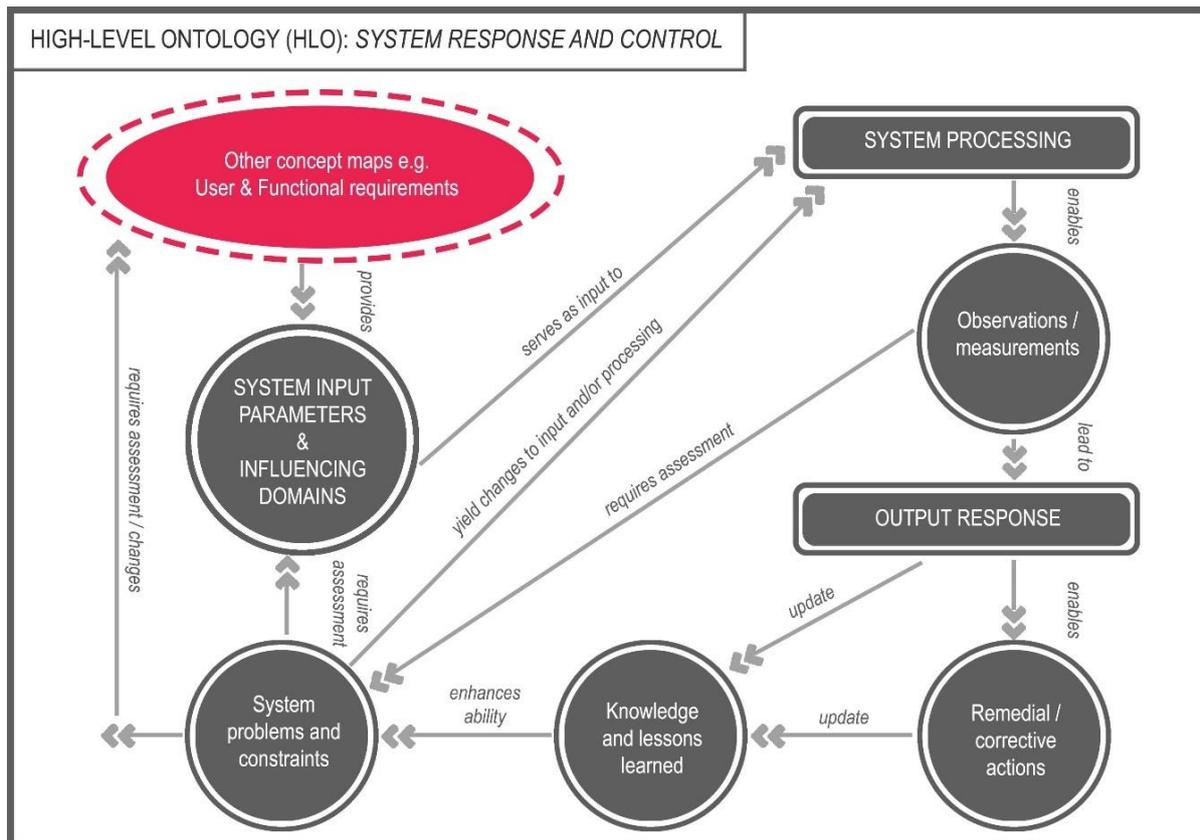 HIGH-LEVEL ONTOLOGY (HLO): SYSTEM RESPONSE AND CONTROL
Other concept maps e.g.
User & Functional requirements
SYSTEM PROCESSING
enables
provides
serves as input to
Observations /
measurements
SYSTEM INPUT
PARAMETERS
&
INFLUENCING
DOMAINS
yield changes to input and/or processing
requires assessment
lead to
requires assessment / changes
OUTPUT RESPONSE
requires
assessment
update
enables
System
problems and
constraints
enhances
ability
Knowledge
and lessons
learned
update
Remedial /
corrective
actions